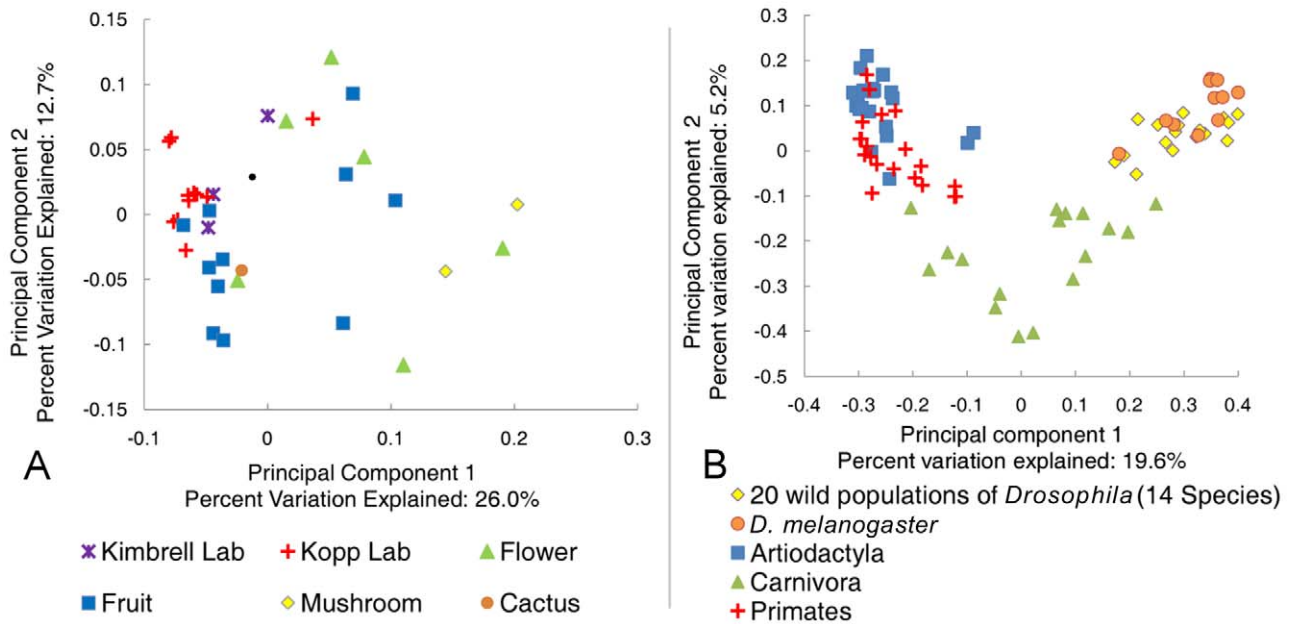 0.15
0.1
0.05
0
-0.05
-0.1
-0.15
-0.1
0
0.1
0.2
0.3
Principal Component 2
Percent Variaition Explained: 12.7%
A
Principal Component 1
Percent Variation Explained: 26.0%
Kimbrell Lab
Kopp Lab
Flower
Fruit
Mushroom
Cactus
0.3
0.2
0.1
0
-0.1
-0.2
-0.3
-0.4
-0.5
-0.4
-0.3
-0.2
-0.1
0
0.1
0.2
0.3
0.4
Principal Component 2
Percent variation explained: 5.2%
B
Principal component 1
Percent variation explained: 19.6%
20 wild populations of Drosophila (14 Species)
D. melanogaster
Artiodactyla
Carnivora
Primates